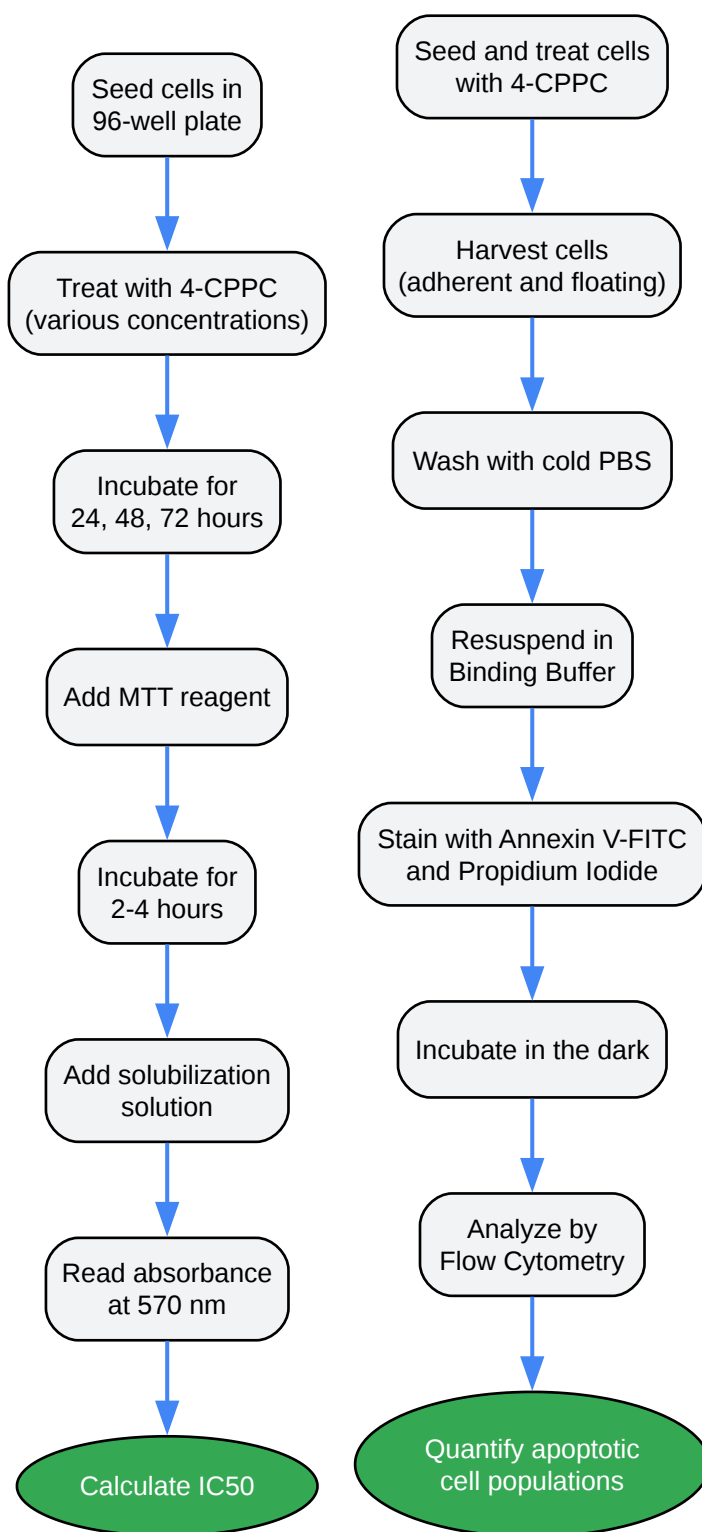 Seed cells in
96-well plate
Treat with 4-CPPC
(various concentrations)
Incubate for
24, 48, 72 hours
Add MTT reagent
Incubate for
2-4 hours
Add solubilization
solution
Read absorbance
at 570 nm
Calculate IC50
Seed and treat cells
with 4-CPPC
Harvest cells
(adherent and floating)
Wash with cold PBS
Resuspend in
Binding Buffer
Stain with Annexin V-FITC
and Propidium Iodide
Incubate in the dark
Analyze by
Flow Cytometry
Quantify apoptotic
cell populations